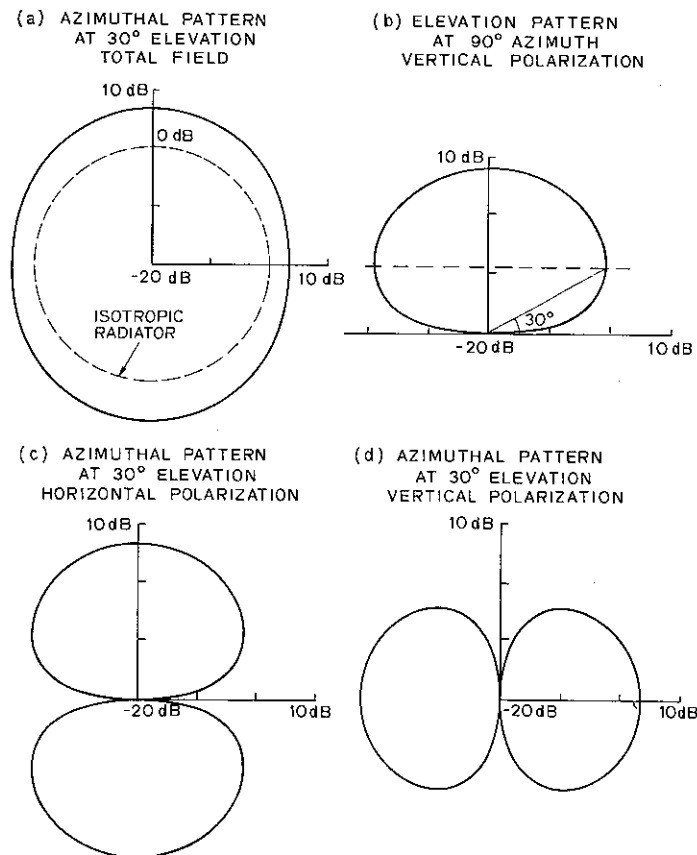 (a) AZIMUTHAL PATTERN
AT 30° ELEVATION
TOTAL FIELD
10 dB
0 dB
-20 dB
10 dB
ISOTROPIC
RADIATOR
(b) ELEVATION PATTERN
AT 90° AZIMUTH
VERTICAL POLARIZATION
10 dB
30°
-20 dB
10 dB
(c) AZIMUTHAL PATTERN
AT 30° ELEVATION
HORIZONTAL POLARIZATION
10 dB
-20 dB
10 dB
(d) AZIMUTHAL PATTERN
AT 30° ELEVATION
VERTICAL POLARIZATION
10 dB
-20 dB
10 dB